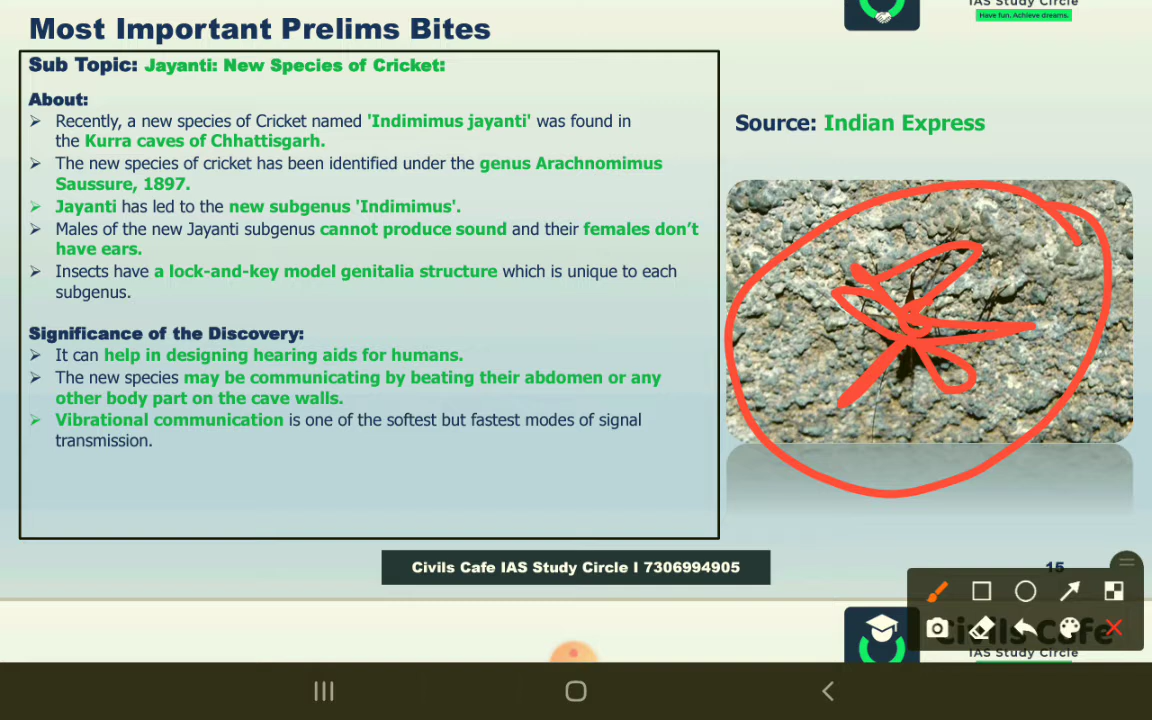 Most Important Prelims Bites
IAS Study Circle
Have fun. Achieve dreams.
Sub Topic: Jayanti: New Species of Cricket:
About:
➢ Recently, a new species of Cricket named 'Indimimus jayanti' was found in
the Kurra caves of Chhattisgarh.
➢ The new species of cricket has been identified under the genus Arachnomimus
Saussure, 1897.
➢ Jayanti has led to the new subgenus 'Indimimus'.
➢ Males of the new Jayanti subgenus cannot produce sound and their females don't
have ears.
➢ Insects have a lock-and-key model genitalia structure which is unique to each
subgenus.
Significance of the Discovery:
➢ It can help in designing hearing aids for humans.
➢ The new species may be communicating by beating their abdomen or any
other body part on the cave walls.
➢ Vibrational communication is one of the softest but fastest modes of signal
transmission.
Source: Indian Express
Civils Cafe IAS Study Circle I 7306994905
15
Civils Cafe
IAS Study Circle